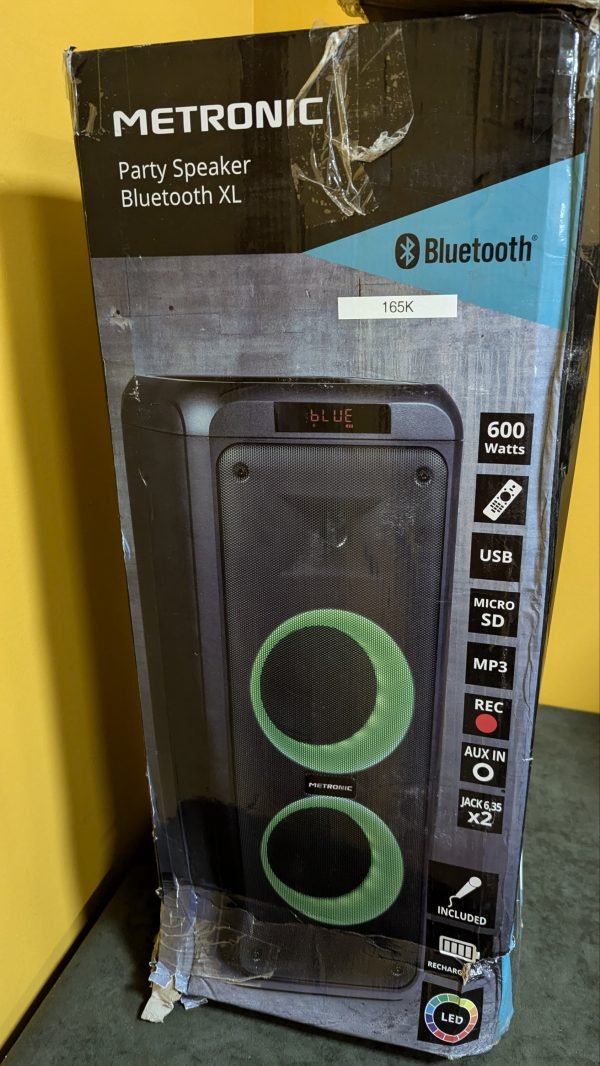 METRONIC
Party Speaker
Bluetooth XL
Bluetooth®
165K
bLUE
600
Watts
USB
MICRO
SD
MP3
REC
AUX IN
JACK 6,35
x2
METRONIC
INCLUDED
LED